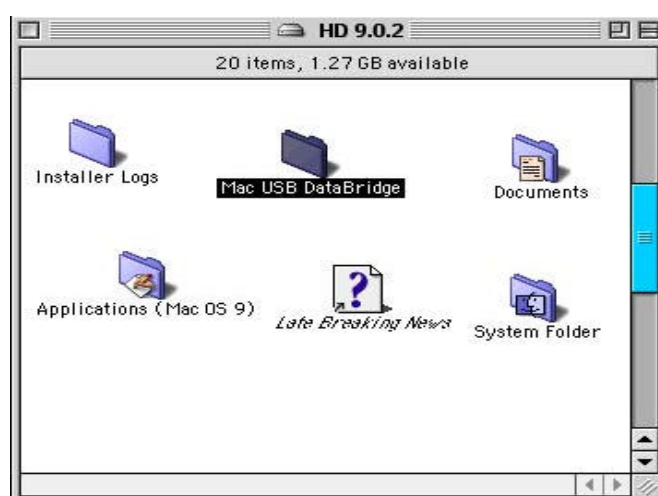 HD 9.0.2
20 items, 1.27 GB available
Installer Logs
Mac USB DataBridge
Documents
Applications (Mac OS 9)
Late Breaking News
System Folder